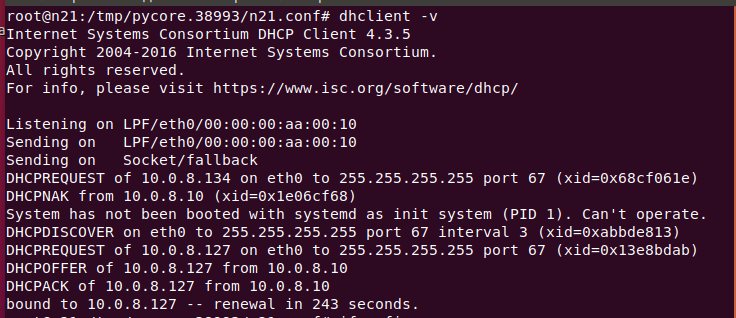 root@n21:/tmp/pycore.38993/n21.conf# dhclient -v
Internet Systems Consortium DHCP Client 4.3.5
Copyright 2004-2016 Internet Systems Consortium.
All rights reserved.
For info, please visit https://www.isc.org/software/dhcp/
Listening on LPF/eth0/00:00:00:aa:00:10
Sending on   LPF/eth0/00:00:00:aa:00:10
Sending on   Socket/fallback
DHCPREQUEST of 10.0.8.134 on eth0 to 255.255.255.255 port 67 (xid=0x68cf061e)
DHCPNAK from 10.0.8.10 (xid=0x1e06cf68)
System has not been booted with systemd as init system (PID 1). Can't operate.
DHCPDISCOVER on eth0 to 255.255.255.255 port 67 interval 3 (xid=0xabbde813)
DHCPREQUEST of 10.0.8.127 on eth0 to 255.255.255.255 port 67 (xid=0x13e8bdab)
DHCPOFFER of 10.0.8.127 from 10.0.8.10
DHCPACK of 10.0.8.127 from 10.0.8.10
bound to 10.0.8.127 -- renewal in 243 seconds.